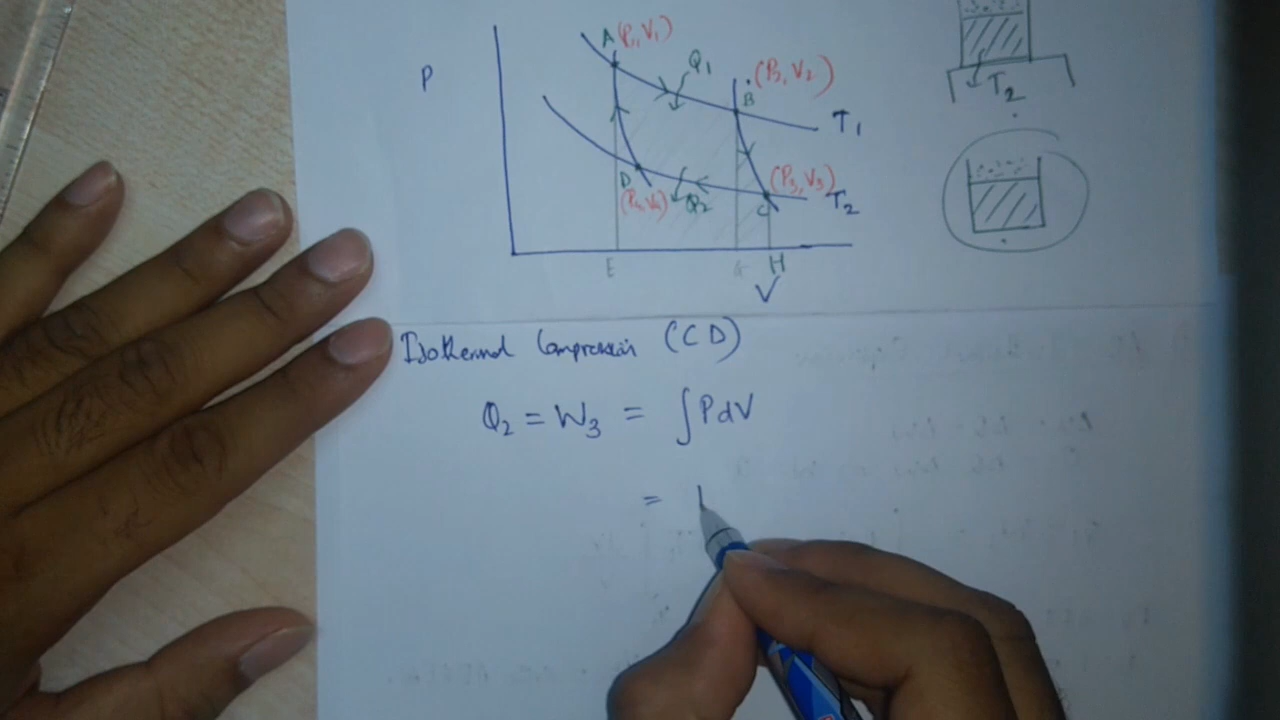 A (P₁, V₁)
P
Q₁
(P₂, V₂)
B
T₁
T₂
D
(P₄, V₄)
Q₂
(P₃, V₃)
C
T₂
E G H
V
Isothermal Compression (CD)
Q₂ = W₃ = ∫PdV
=